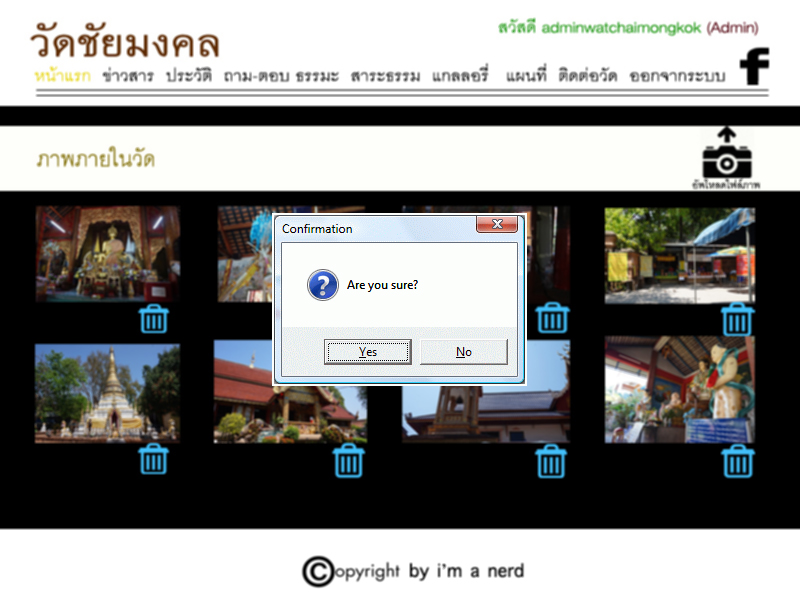 สวัสดี adminwatchaimongkok (Admin)
วัดชัยมงคล
หน้าแรก ข่าวสาร ประวัติ ถาม-ตอบ ธรรมะ สาระธรรม แกลลอรี่ แผนที่ ติดต่อวัด ออกจากระบบ f
ภาพภายในวัด
อัพโหลดไฟล์ภาพ
Confirmation
Are you sure?
Yes No
©opyright by i'm a nerd